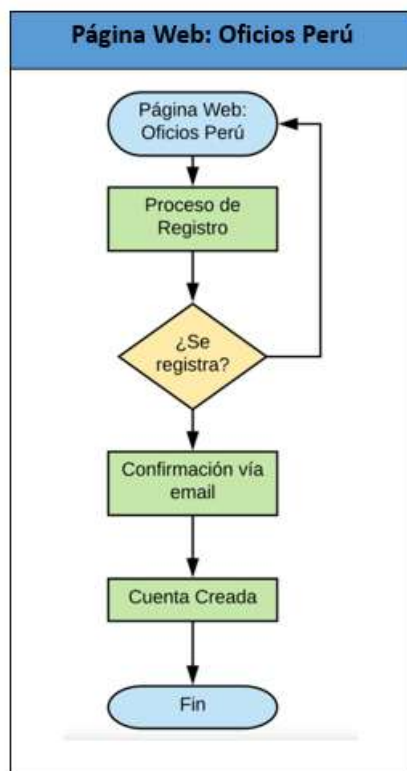 Página Web: Oficios Perú
Página Web:
Oficios Perú
Proceso de
Registro
¿Se
registra?
Confirmación vía
email
Cuenta Creada
Fin